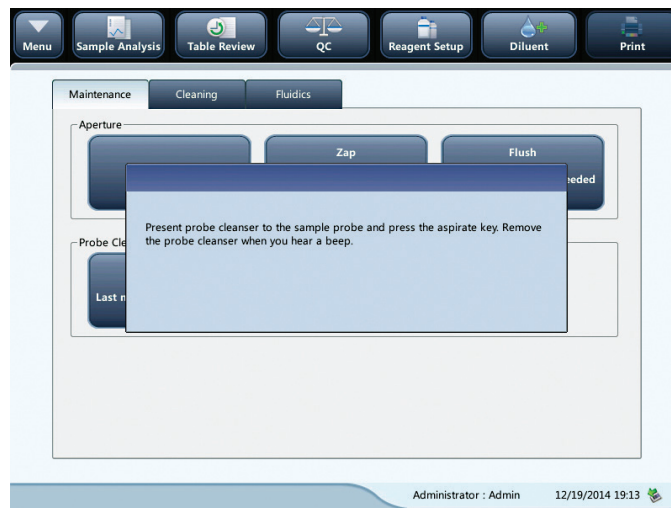 Menu
Sample Analysis
Table Review
QC
Reagent Setup
Diluent
Print
Maintenance
Cleaning
Fluidics
Aperture
Zap
Flush
Present probe cleanser to the sample probe and press the aspirate key. Remove
the probe cleanser when you hear a beep.
Probe
Last
Administrator : Admin
12/19/2014 19:13